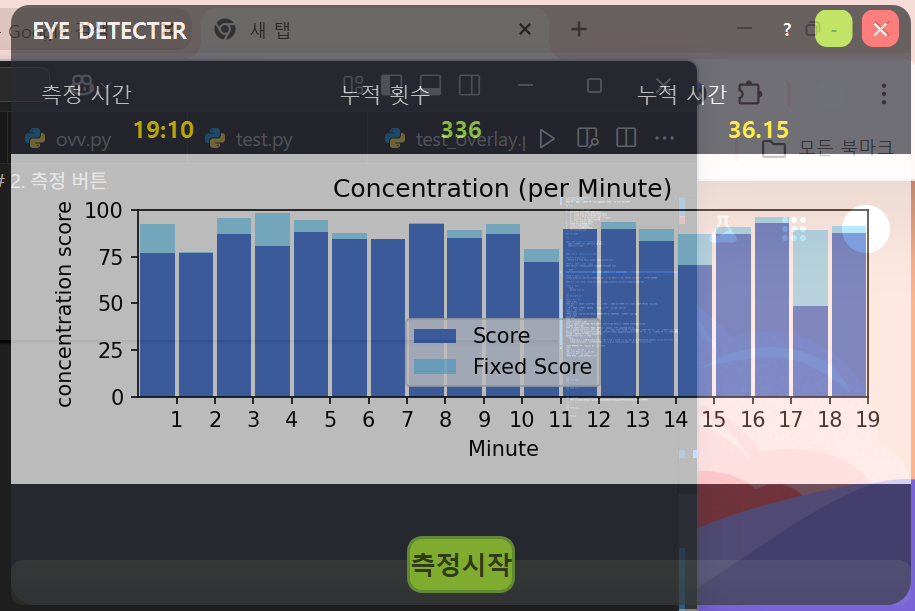 EYE DETECTER
새 탭
?
-
측정 시간
누적 횟수
누적 시간
19:10
336
36.15
ovv.py
test.py
test_overlay.p
모든 북마크
# 2. 측정 버튼
Concentration (per Minute)
concentration score
100
75
50
25
0
Score
Fixed Score
1 2 3 4 5 6 7 8 9 10 11 12 13 14 15 16 17 18 19
Minute
측정시작